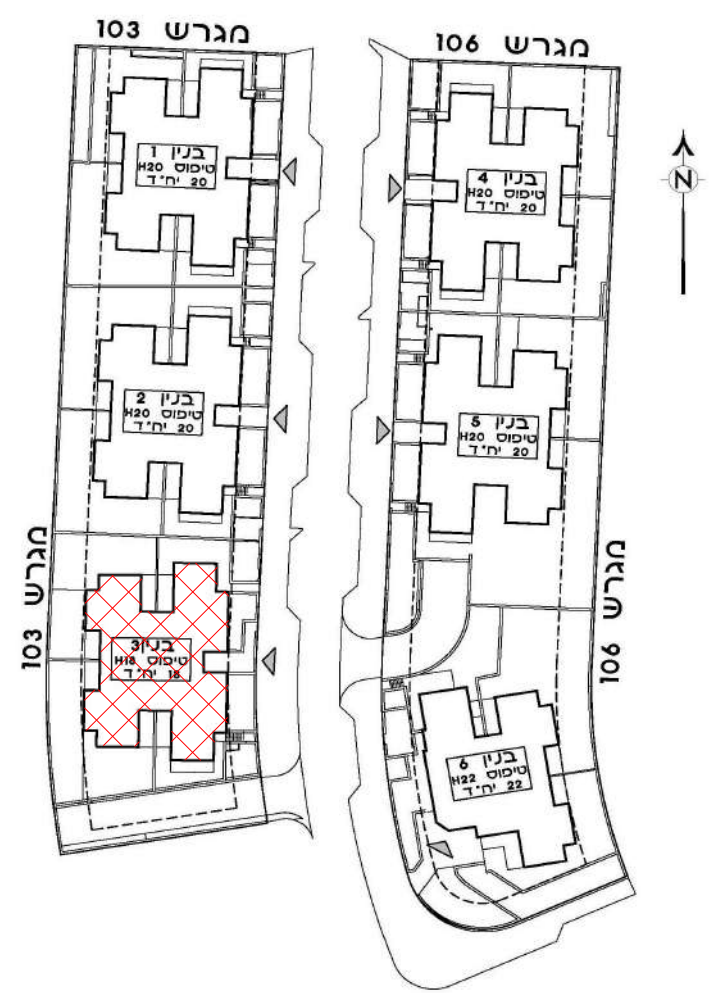 מגרש 103
מגרש 106
N
בנין 1
טיפוס H20
20 יח"ד
בנין 4
טיפוס H20
20 יח"ד
בנין 2
טיפוס H20
20 יח"ד
בנין 5
טיפוס H20
20 יח"ד
מגרש 103
מגרש 106
בנין 3
טיפוס H18
18 יח"ד
בנין 6
טיפוס H22
22 יח"ד